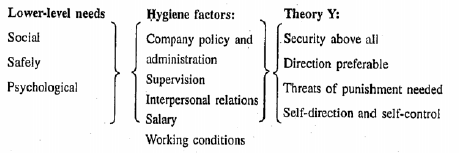 Lower-level needs
Social
Safely
Psychological
Hygiene factors:
Company policy and
administration
Supervision
Interpersonal relations
Salary
Working conditions
Theory Y:
Security above all
Direction preferable
Threats of punishment needed
Self-direction and self-control